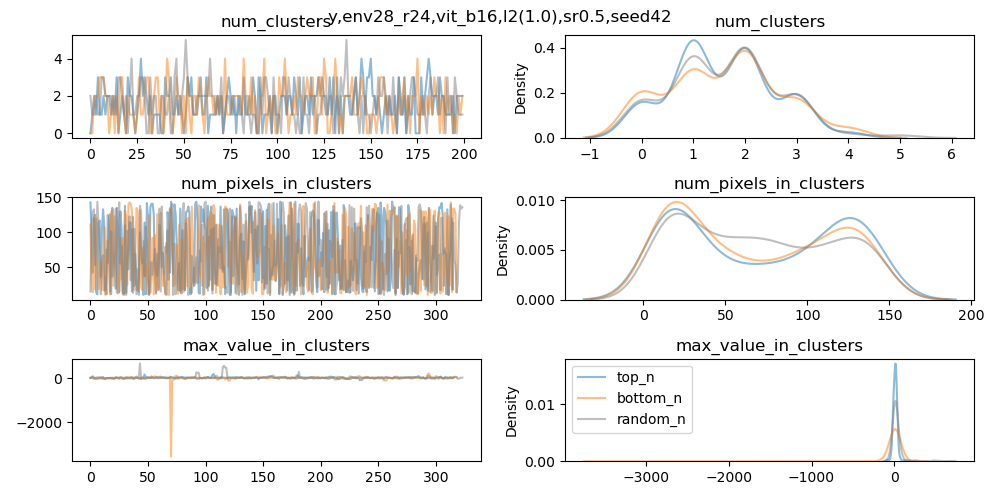 y,env28_r24,vit_b16,l2(1.0),sr0.5,seed42
num_clusters
num_clusters
4
2
0
0 25 50 75 100 125 150 175 200
Density
0.4
0.2
0.0
−1 0 1 2 3 4 5 6
num_pixels_in_clusters
num_pixels_in_clusters
150
100
50
0 50 100 150 200 250 300
Density
0.010
0.005
0.000
0 50 100 150 200
max_value_in_clusters
max_value_in_clusters
0
−2000
0 50 100 150 200 250 300
Density
0.01
0.00
top_n
bottom_n
random_n
−3000 −2000 −1000 0